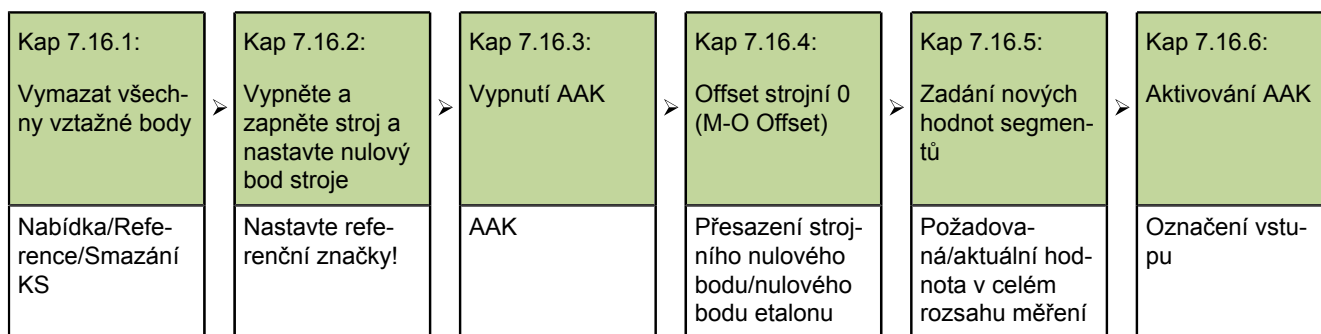 Kap 7.16.1:
Vymazat všech-
ny vztažné body
Nabídka/Refe-
rence/Smazání
KS
➢
Kap 7.16.2:
Vypněte a
zapněte stroj a
nastavte nulový
bod stroje
Nastavte refe-
renční značky!
➢
Kap 7.16.3:
Vypnutí AAK
AAK
➢
Kap 7.16.4:
Offset strojní 0
(M-O Offset)
Přesazení stroj-
ního nulového
bodu/nulového
bodu etalonu
➢
Kap 7.16.5:
Zadání nových
hodnot segmen-
tů
Požadova-
ná/aktuální hod-
nota v celém
rozsahu měření
➢
Kap 7.16.6:
Aktivování AAK
Označení vstu-
pu